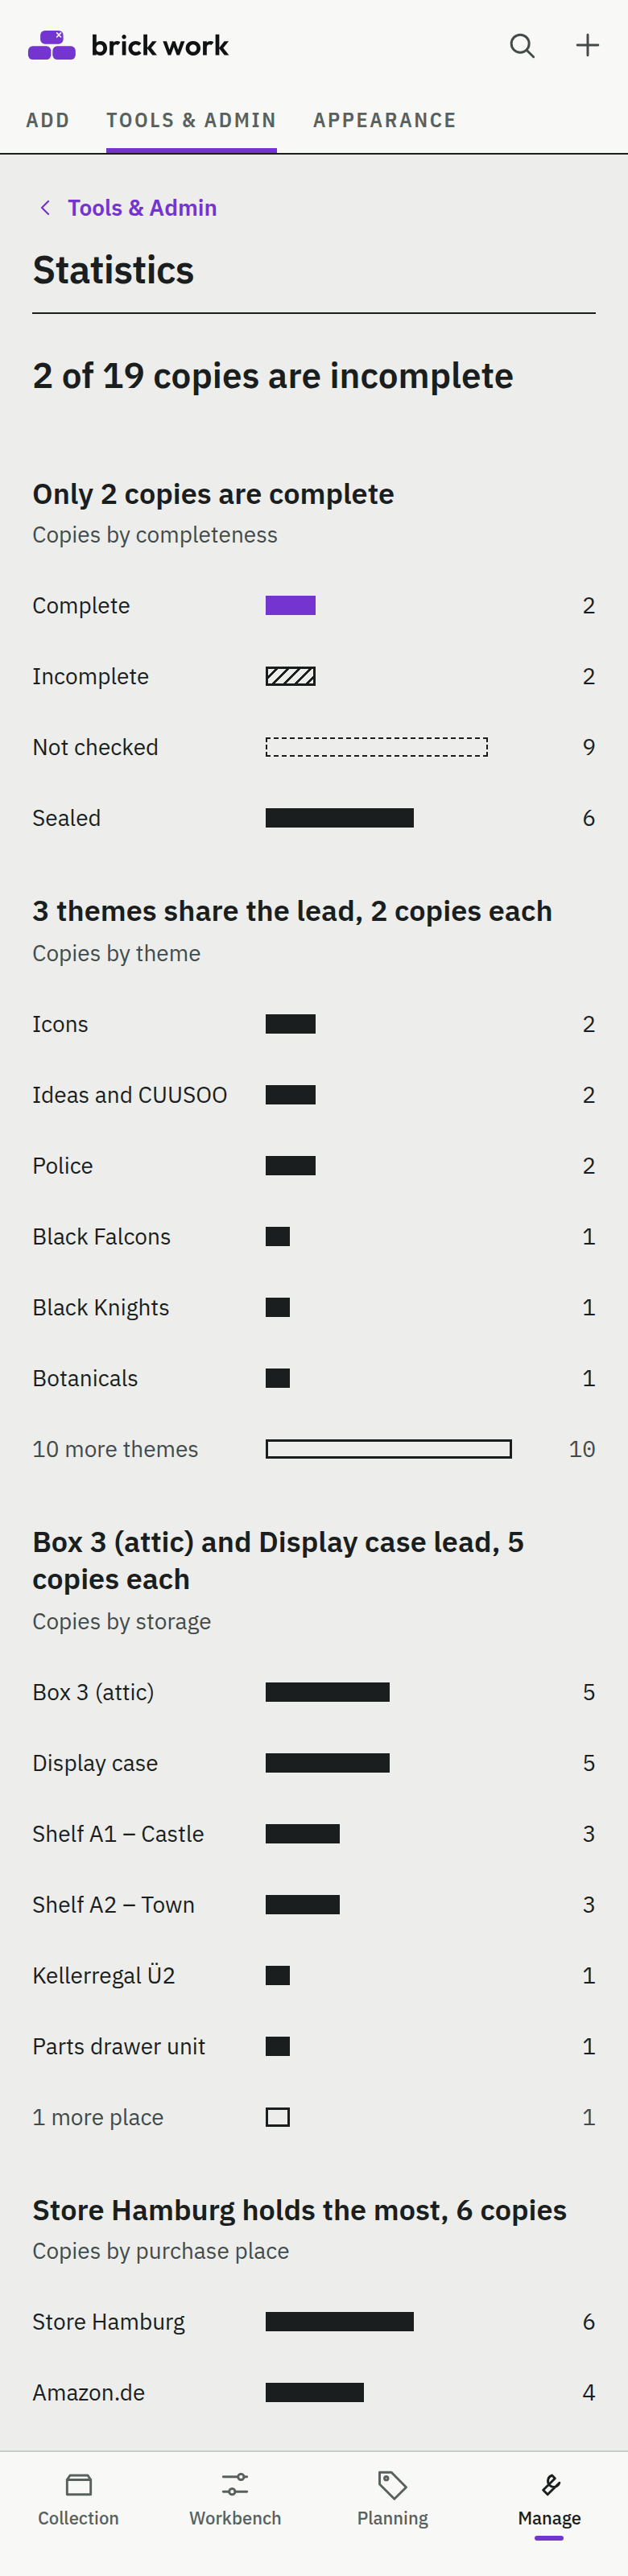 brick work
ADD TOOLS & ADMIN APPEARANCE
Tools & Admin
Statistics
2 of 19 copies are incomplete
Only 2 copies are complete
Copies by completeness
Complete 2
Incomplete 2
Not checked 9
Sealed 6
3 themes share the lead, 2 copies each
Copies by theme
Icons 2
Ideas and CUUSOO 2
Police 2
Black Falcons 1
Black Knights 1
Botanicals 1
10 more themes 10
Box 3 (attic) and Display case lead, 5
copies each
Copies by storage
Box 3 (attic) 5
Display case 5
Shelf A1 – Castle 3
Shelf A2 – Town 3
Kellerregal Ü2 1
Parts drawer unit 1
1 more place 1
Store Hamburg holds the most, 6 copies
Copies by purchase place
Store Hamburg 6
Amazon.de 4
Collection Workbench Planning Manage